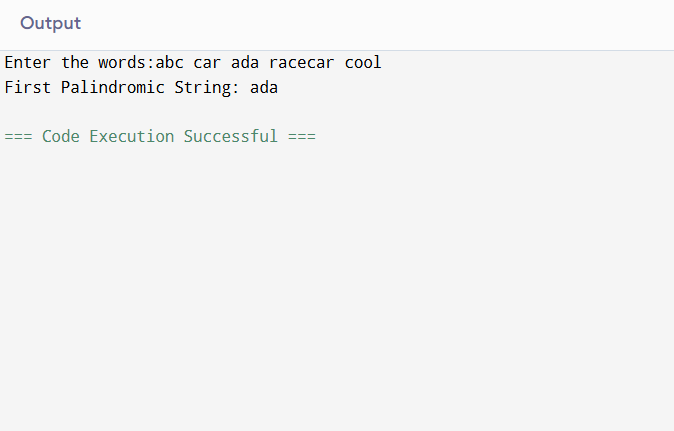 Output
Enter the words:abc car ada racecar cool
First Palindromic String: ada
=== Code Execution Successful ===